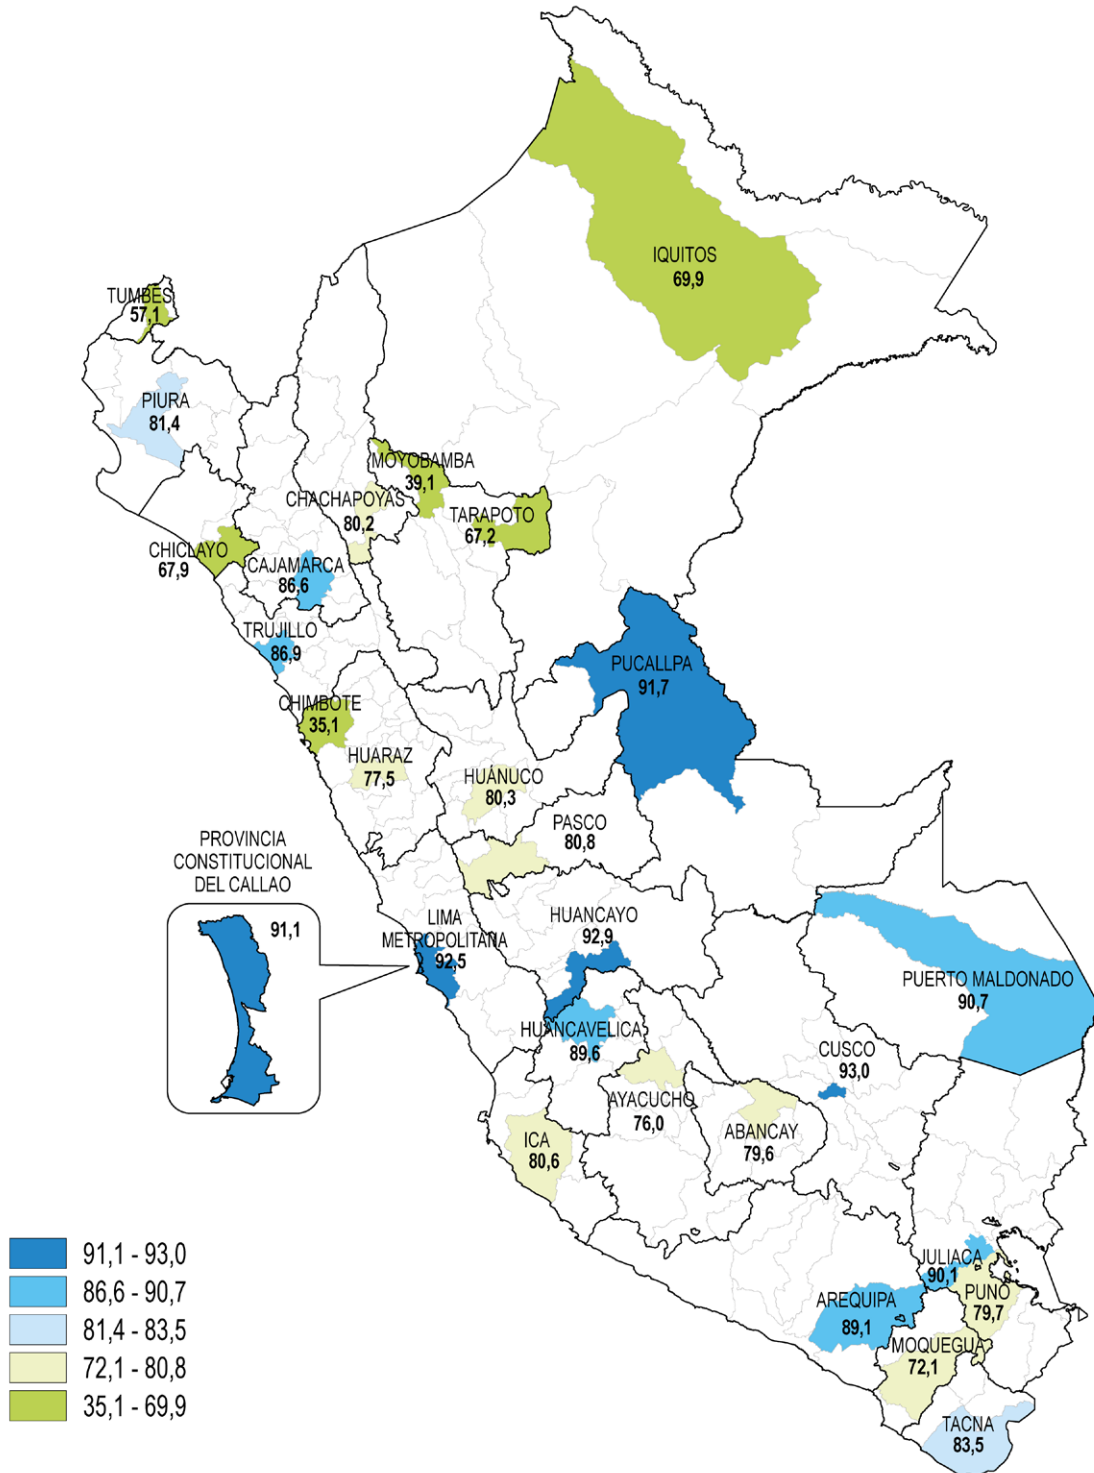 IQUITOS
69,9
TUMBES
57,1
PIURA
81,4
MOYOBAMBA
39,1
CHACHAPOYAS
80,2
TARAPOTO
67,2
CHICLAYO
67,9
CAJAMARCA
86,6
TRUJILLO
86,9
PUCALLPA
91,7
CHIMBOTE
35,1
HUARAZ
77,5
HUÁNUCO
80,3
PASCO
80,8
PROVINCIA
CONSTITUCIONAL
DEL CALLAO
91,1
LIMA
METROPOLITANA
92,5
HUANCAYO
92,9
PUERTO MALDONADO
90,7
HUANCAVELICA
89,6
CUSCO
93,0
AYACUCHO
76,0
ABANCAY
79,6
ICA
80,6
JULIACA
90,1
PUNO
79,7
AREQUIPA
89,1
MOQUEGUA
72,1
TACNA
83,5
91,1 - 93,0
86,6 - 90,7
81,4 - 83,5
72,1 - 80,8
35,1 - 69,9